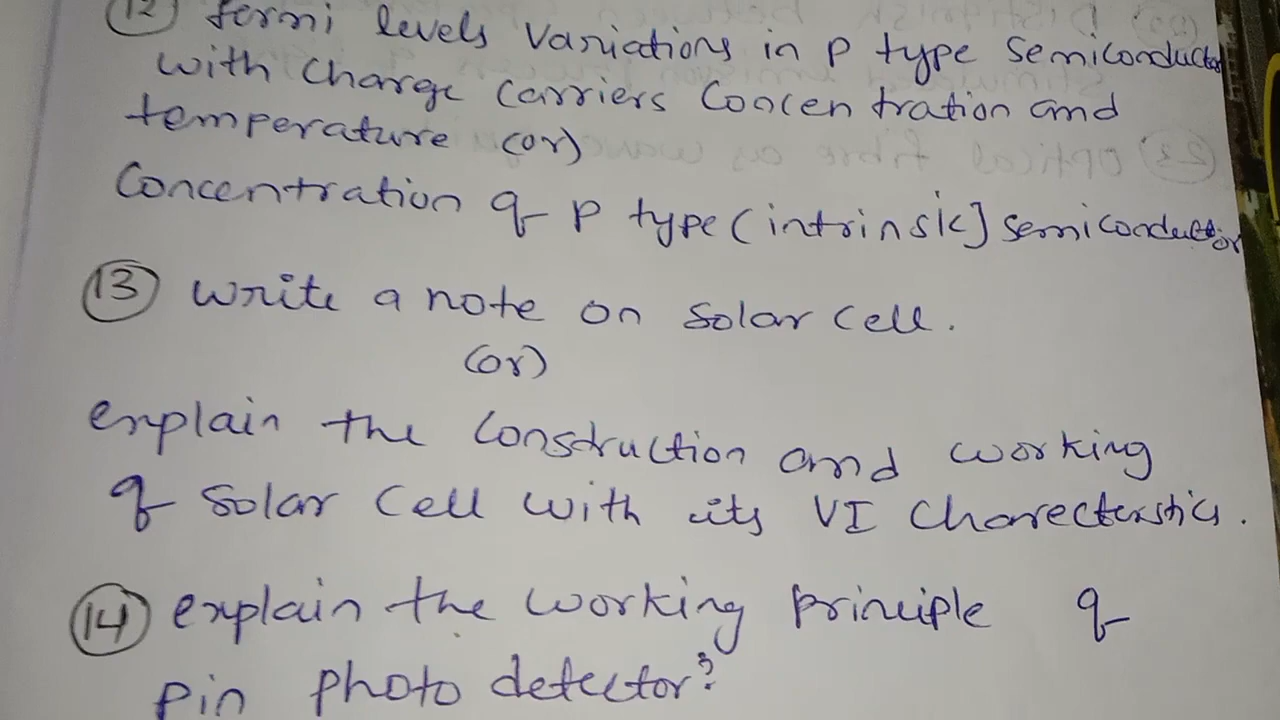 (12) fermi levels Variations in P type Semiconductor
with charge carriers Concentration and
temperature (or)
Concentration of P type (intrinsic] semiconductor
(13) write a note on Solar cell.
(or)
explain the Construction and working
of Solar Cell with its VI Charecterstics.
(14) explain the working principle of
pin photo detector?